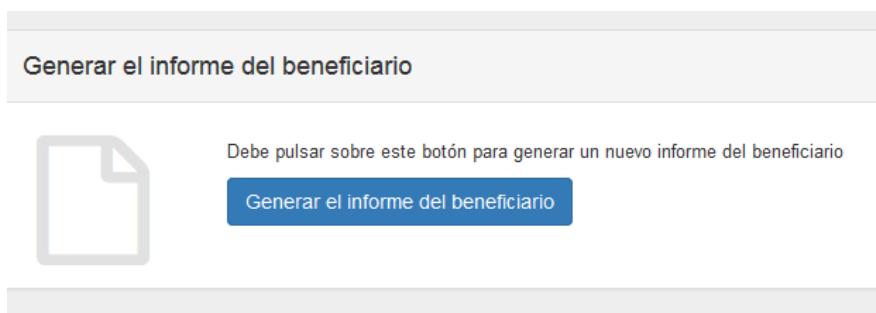 Generar el informe del beneficiario
Debe pulsar sobre este botón para generar un nuevo informe del beneficiario
Generar el informe del beneficiario